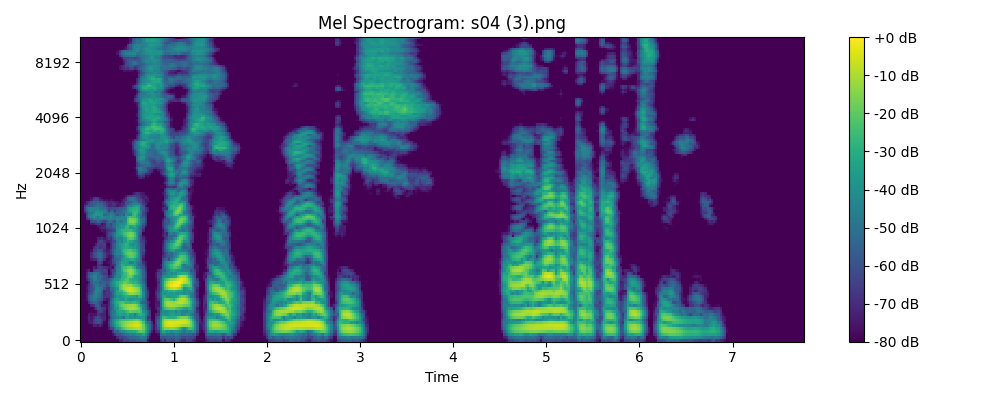 Mel Spectrogram: s04 (3).png
+0 dB
8192
-10 dB
4096
-20 dB
-30 dB
2048
Hz
-40 dB
1024
-50 dB
-60 dB
512
-70 dB
0
-80 dB
0 1 2 3 4 5 6 7
Time